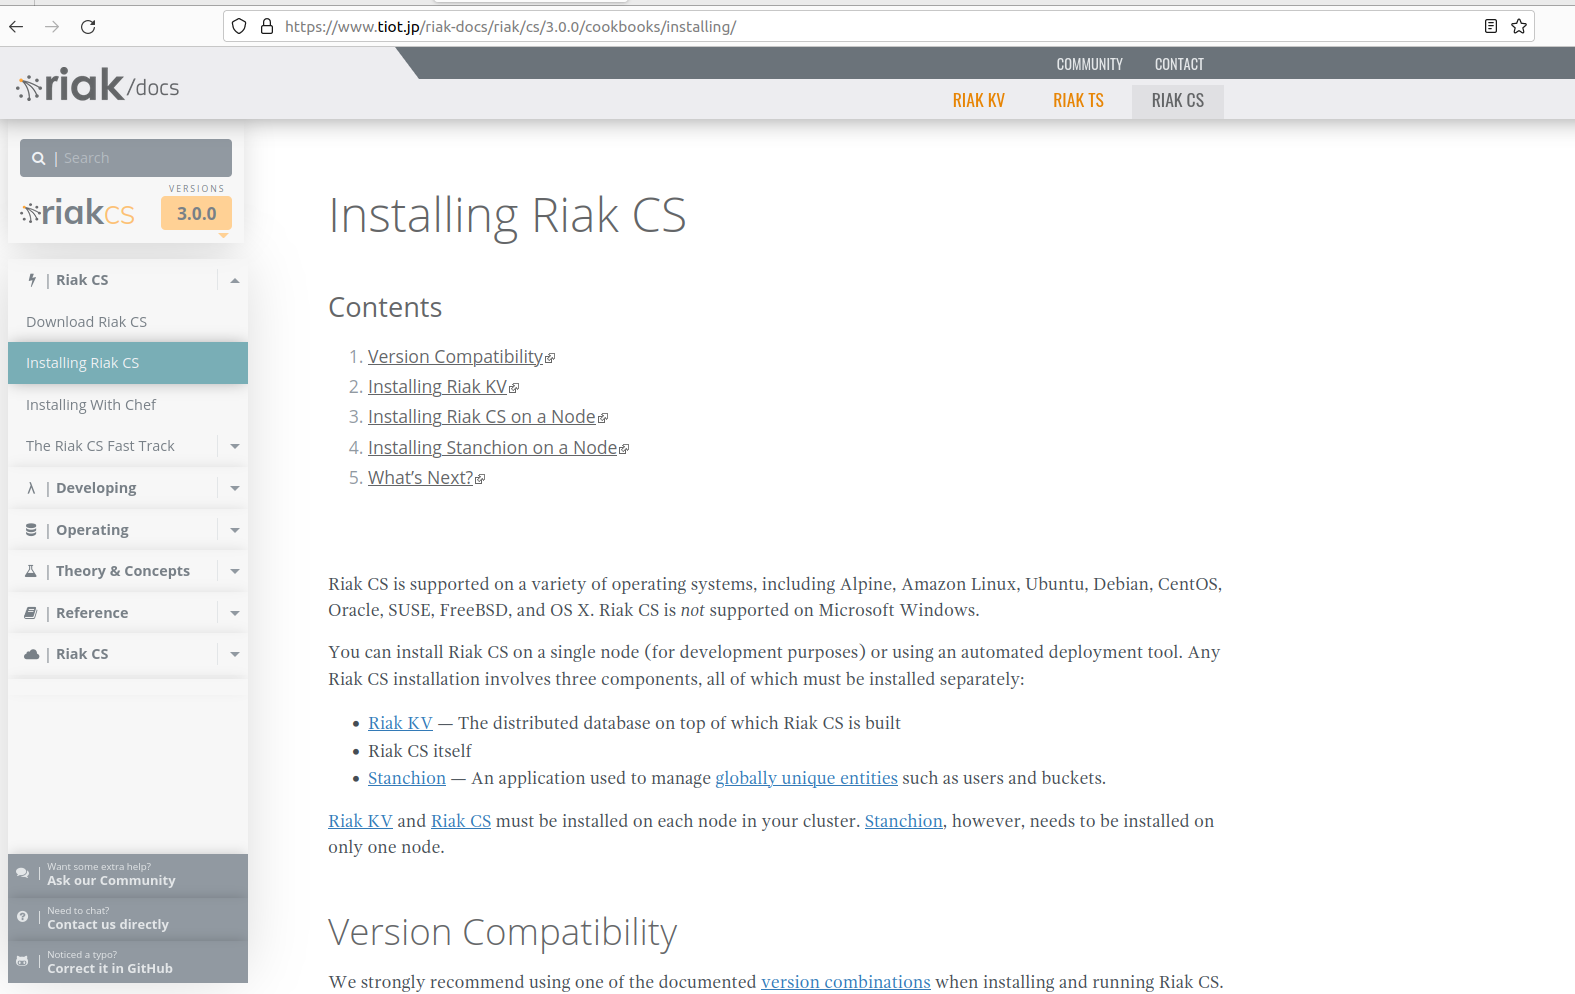 https://www.tiot.jp/riak-docs/riak/cs/3.0.0/cookbooks/installing/
COMMUNITY CONTACT
riak/docs
RIAK KV RIAK TS RIAK CS
| Search
VERSIONS
riakcs 3.0.0
| Riak CS
Download Riak CS
Installing Riak CS
Installing With Chef
The Riak CS Fast Track
λ | Developing
| Operating
| Theory & Concepts
| Reference
| Riak CS
Want some extra help?
Ask our Community
Need to chat?
Contact us directly
Noticed a typo?
Correct it in GitHub
Installing Riak CS
Contents
1. Version Compatibility
2. Installing Riak KV
3. Installing Riak CS on a Node
4. Installing Stanchion on a Node
5. What’s Next?
Riak CS is supported on a variety of operating systems, including Alpine, Amazon Linux, Ubuntu, Debian, CentOS,
Oracle, SUSE, FreeBSD, and OS X. Riak CS is not supported on Microsoft Windows.
You can install Riak CS on a single node (for development purposes) or using an automated deployment tool. Any
Riak CS installation involves three components, all of which must be installed separately:
• Riak KV — The distributed database on top of which Riak CS is built
• Riak CS itself
• Stanchion — An application used to manage globally unique entities such as users and buckets.
Riak KV and Riak CS must be installed on each node in your cluster. Stanchion, however, needs to be installed on
only one node.
Version Compatibility
We strongly recommend using one of the documented version combinations when installing and running Riak CS.